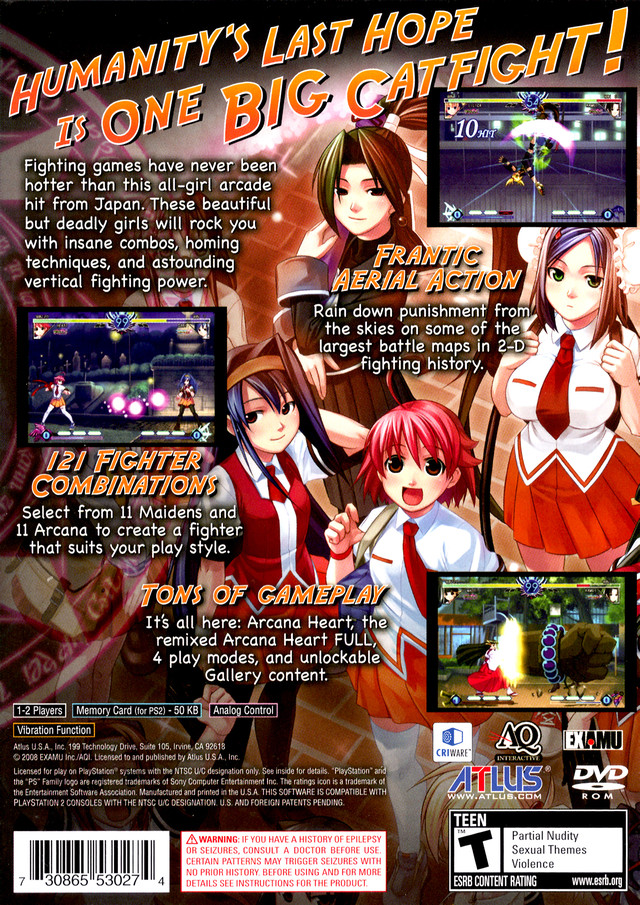 HUMANITY'S LAST HOPE
IS ONE BIG CATFIGHT!
Fighting games have never been
hotter than this all-girl arcade
hit from Japan. These beautiful
but deadly girls will rock you
with insane combos, homing
techniques, and astounding
vertical fighting power.
54
10 HIT
FRANTIC
AERIAL ACTION
Rain down punishment from
the skies on some of the
largest battle maps in 2-D
fighting history.
99
121 FIGHTER
COMBINATIONS
Select from 11 Maidens and
11 Arcana to create a fighter
that suits your play style.
TONS OF GAMEPLAY
It's all here: Arcana Heart, the
remixed Arcana Heart FULL,
4 play modes, and unlockable
Gallery content.
99
1-2 Players
Memory Card (for PS2) - 50 KB
Analog Control
Vibration Function
Atlus U.S.A., Inc. 199 Technology Drive, Suite 105, Irvine, CA 92618
© 2008 EXAMU Inc./AQI. Licensed to and published by Atlus U.S.A., Inc.
Licensed for play on PlayStation® systems with the NTSC U/C designation only. See inside for details. "PlayStation" and
the "PS" Family logo are registered trademarks of Sony Computer Entertainment Inc. The ratings icon is a trademark of
the Entertainment Software Association. Manufactured and printed in the U.S.A. THIS SOFTWARE IS COMPATIBLE WITH
PLAYSTATION 2 CONSOLES WITH THE NTSC U/C DESIGNATION. U.S. AND FOREIGN PATENTS PENDING.
CRIWARE™
AQ
INTERACTIVE
EXAMU
ATLUS®
WWW.ATLUS.COM
DVD
ROM
7 30865 53027 4
WARNING: IF YOU HAVE A HISTORY OF EPILEPSY
OR SEIZURES, CONSULT A DOCTOR BEFORE USE.
CERTAIN PATTERNS MAY TRIGGER SEIZURES WITH
NO PRIOR HISTORY. BEFORE USING AND FOR MORE
DETAILS SEE INSTRUCTIONS FOR THE PRODUCT.
TEEN
T
Partial Nudity
Sexual Themes
Violence
ESRB CONTENT RATING
www.esrb.org